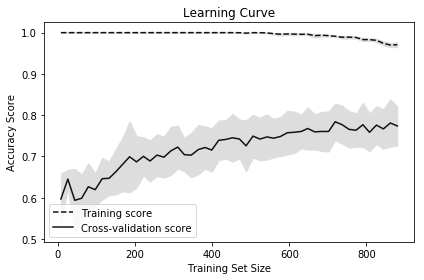 Learning Curve
1.0
0.9
0.8
0.7
0.6
0.5
Accuracy Score
Training score
Cross-validation score
0
200
400
600
800
Training Set Size